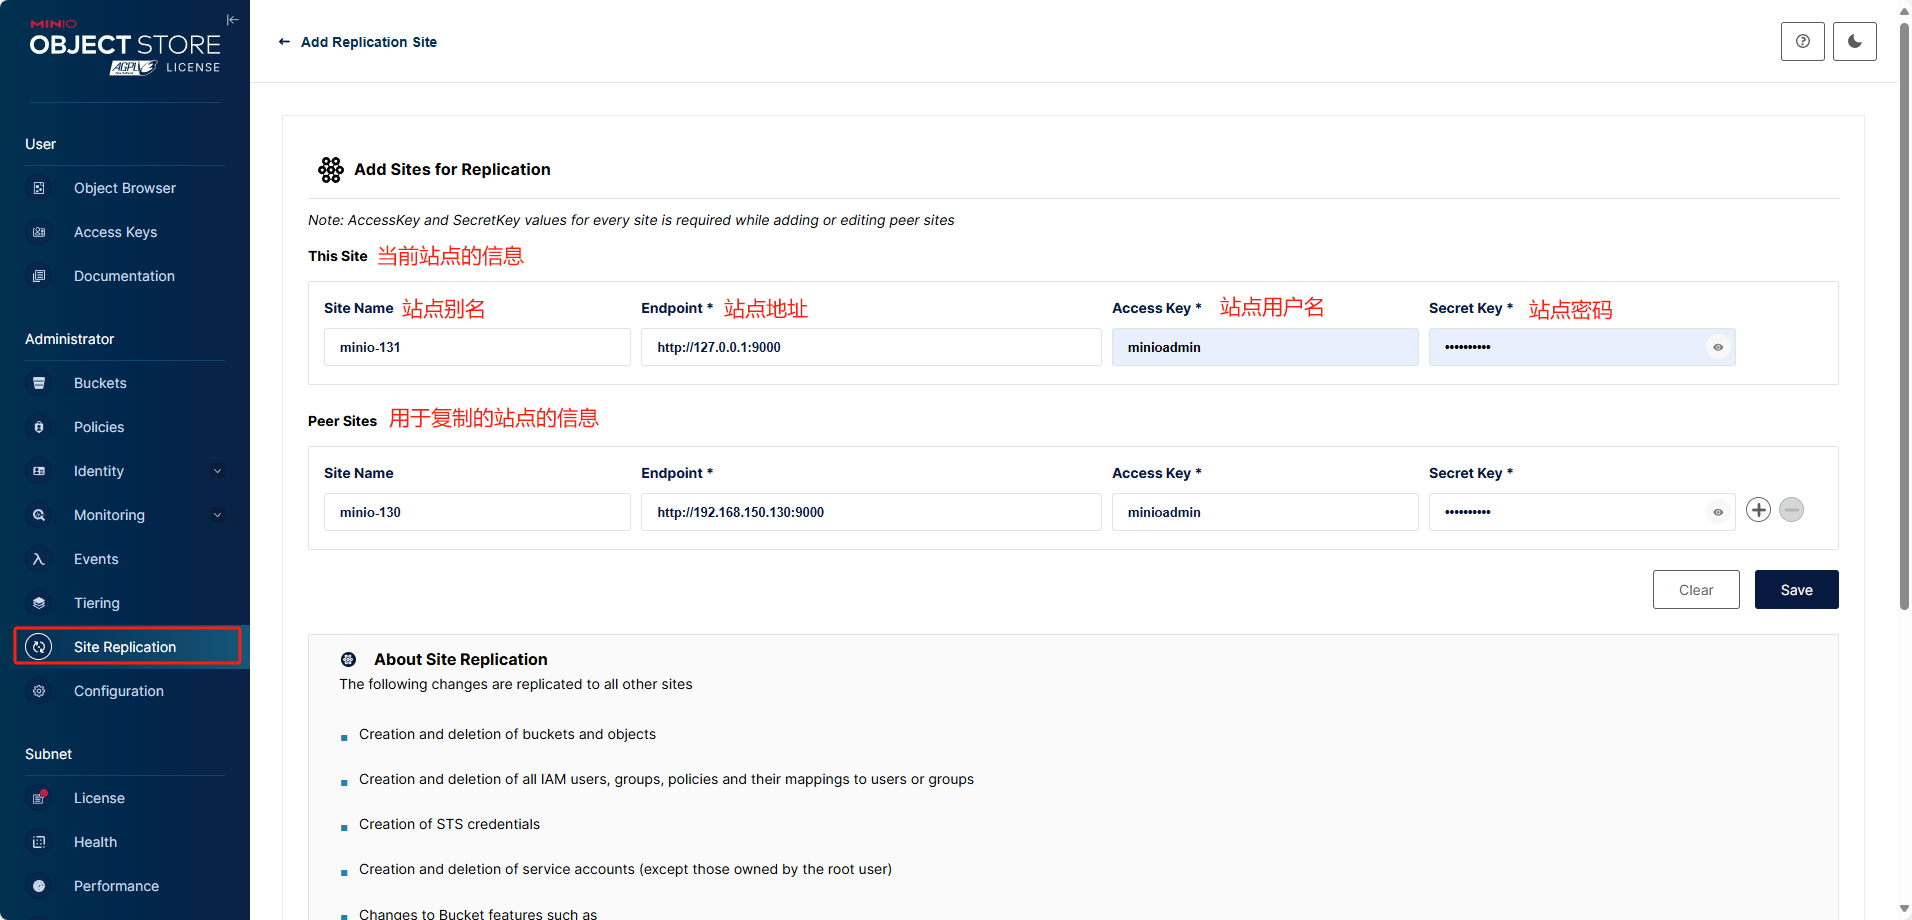 MINIO
OBJECT STORE
AGPLv3 LICENSE
User
Object Browser
Access Keys
Documentation
Administrator
Buckets
Policies
Identity
Monitoring
Events
Tiering
Site Replication
Configuration
Subnet
License
Health
Performance
Add Replication Site
Add Sites for Replication
Note: AccessKey and SecretKey values for every site is required while adding or editing peer sites
This Site 当前站点的信息
Site Name 站点别名 Endpoint * 站点地址 Access Key * 站点用户名 Secret Key * 站点密码
minio-131 http://127.0.0.1:9000 minioadmin ••••••••••
Peer Sites 用于复制的站点的信息
Site Name Endpoint * Access Key * Secret Key *
minio-130 http://192.168.150.130:9000 minioadmin ••••••••••
Clear Save
About Site Replication
The following changes are replicated to all other sites
Creation and deletion of buckets and objects
Creation and deletion of all IAM users, groups, policies and their mappings to users or groups
Creation of STS credentials
Creation and deletion of service accounts (except those owned by the root user)
Changes to Bucket features such as